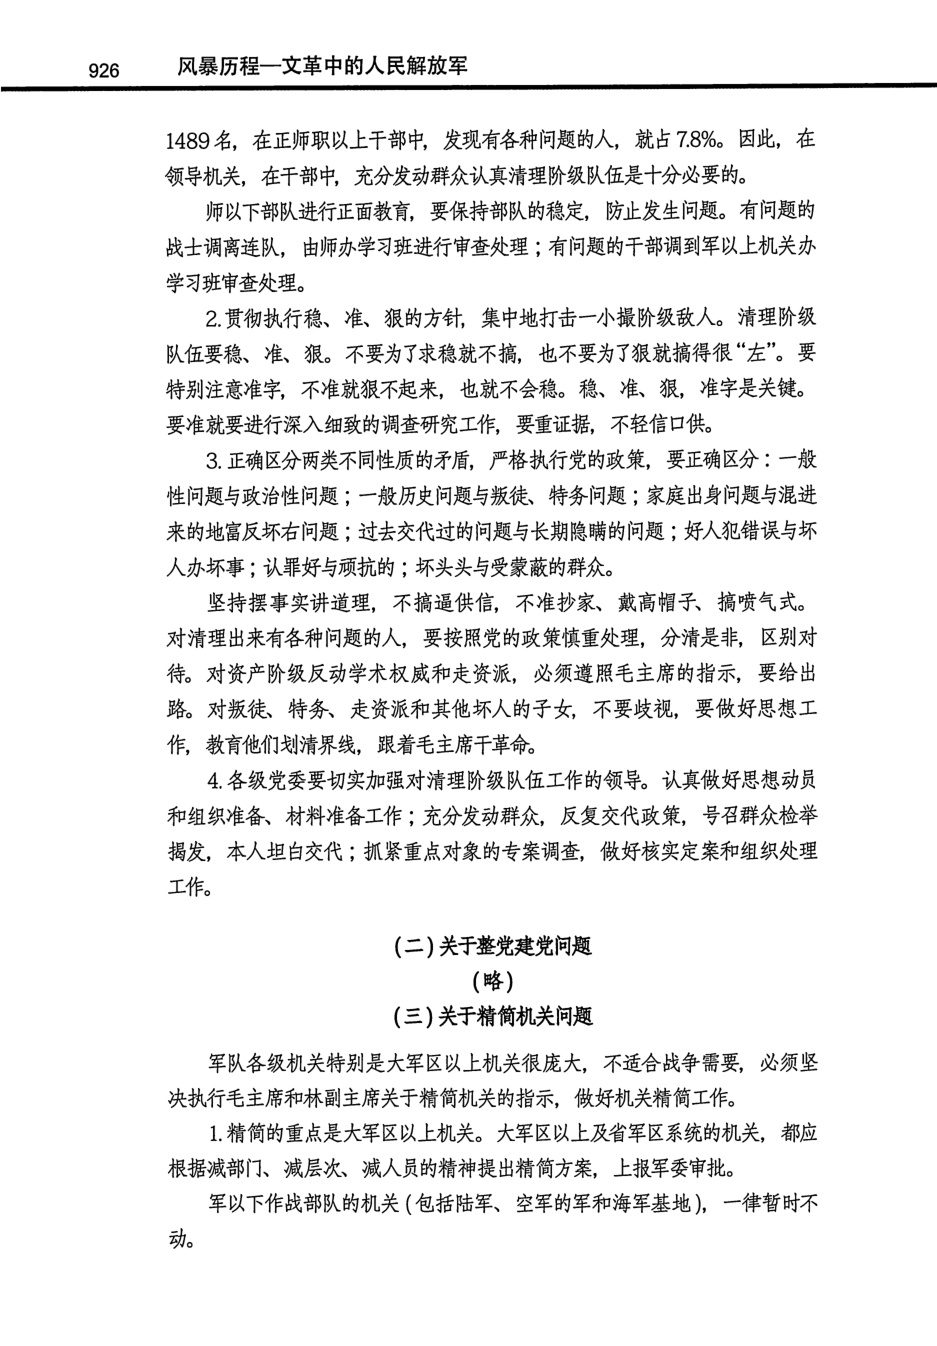 926 风暴历程—文革中的人民解放军
1489名，在正师职以上干部中，发现有各种问题的人，就占7.8%。因此，在
领导机关，在干部中，充分发动群众认真清理阶级队伍是十分必要的。
师以下部队进行正面教育，要保持部队的稳定，防止发生问题。有问题的
战士调离连队，由师办学习班进行审查处理；有问题的干部调到军以上机关办
学习班审查处理。
2.贯彻执行稳、准、狠的方针，集中地打击一小撮阶级敌人。清理阶级
队伍要稳、准、狠。不要为了求稳就不搞，也不要为了狠就搞得很“左”。要
特别注意准字，不准就狠不起来，也就不会稳。稳、准、狠，准字是关键。
要准就要进行深入细致的调查研究工作，要重证据，不轻信口供。
3.正确区分两类不同性质的矛盾，严格执行党的政策，要正确区分：一般
性问题与政治性问题；一般历史问题与叛徒、特务问题；家庭出身问题与混进
来的地富反坏右问题；过去交代过的问题与长期隐瞒的问题；好人犯错误与坏
人办坏事；认罪好与顽抗的；坏头头与受蒙蔽的群众。
坚持摆事实讲道理，不搞逼供信，不准抄家、戴高帽子、搞喷气式。
对清理出来有各种问题的人，要按照党的政策慎重处理，分清是非，区别对
待。对资产阶级反动学术权威和走资派，必须遵照毛主席的指示，要给出
路。对叛徒、特务、走资派和其他坏人的子女，不要歧视，要做好思想工
作，教育他们划清界线，跟着毛主席干革命。
4.各级党委要切实加强对清理阶级队伍工作的领导。认真做好思想动员
和组织准备、材料准备工作；充分发动群众，反复交代政策，号召群众检举
揭发，本人坦白交代；抓紧重点对象的专案调查，做好核实定案和组织处理
工作。
(二)关于整党建党问题
(略)
(三)关于精简机关问题
军队各级机关特别是大军区以上机关很庞大，不适合战争需要，必须坚
决执行毛主席和林副主席关于精简机关的指示，做好机关精简工作。
1.精简的重点是大军区以上机关。大军区以上及省军区系统的机关，都应
根据减部门、减层次、减人员的精神提出精简方案，上报军委审批。
军以下作战部队的机关(包括陆军、空军的军和海军基地)，一律暂时不
动。